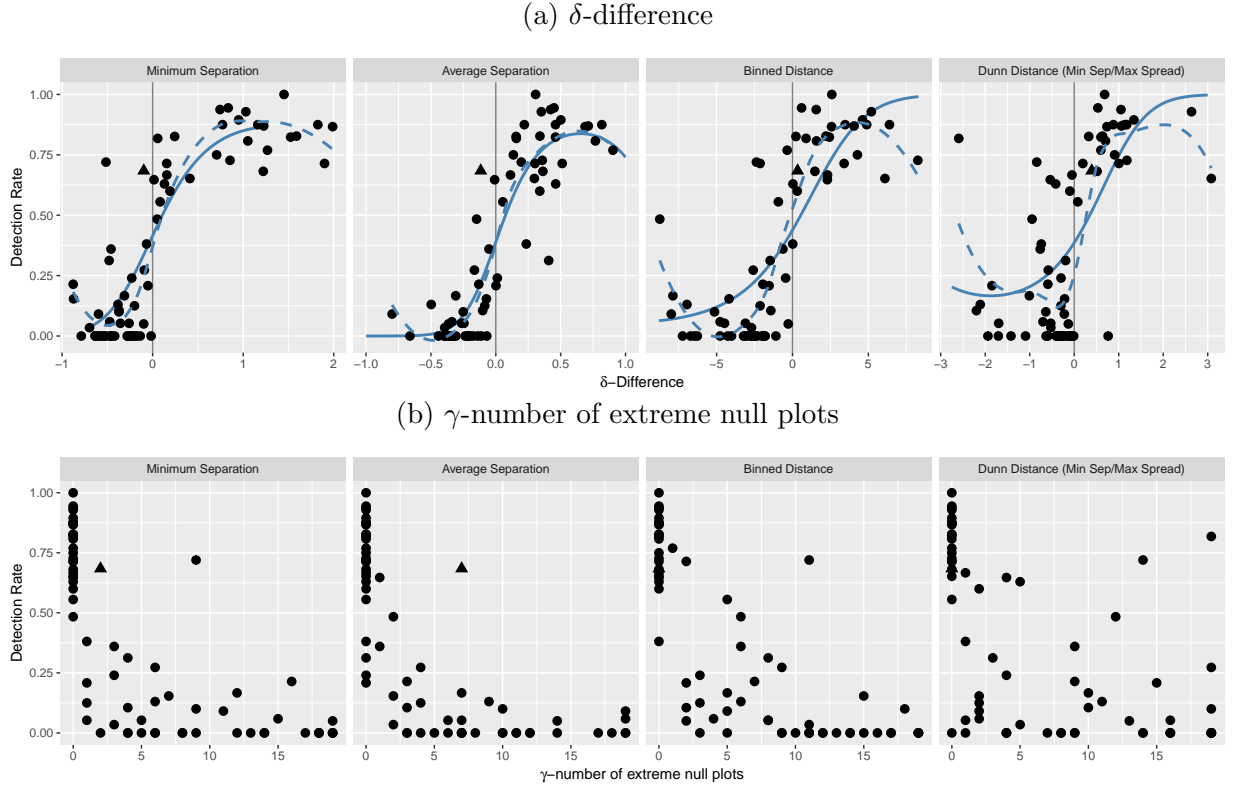 (a) δ-difference
Minimum Separation
Average Separation
Binned Distance
Dunn Distance (Min Sep/Max Spread)
Detection Rate
1.00
0.75
0.50
0.25
0.00
−1 0 1 2
−1.0 −0.5 0.0 0.5 1.0
−5 0 5
−3 −2 −1 0 1 2 3
δ−Difference
(b) γ-number of extreme null plots
Minimum Separation
Average Separation
Binned Distance
Dunn Distance (Min Sep/Max Spread)
Detection Rate
1.00
0.75
0.50
0.25
0.00
0 5 10 15
0 5 10 15
0 5 10 15
0 5 10 15
γ−number of extreme null plots